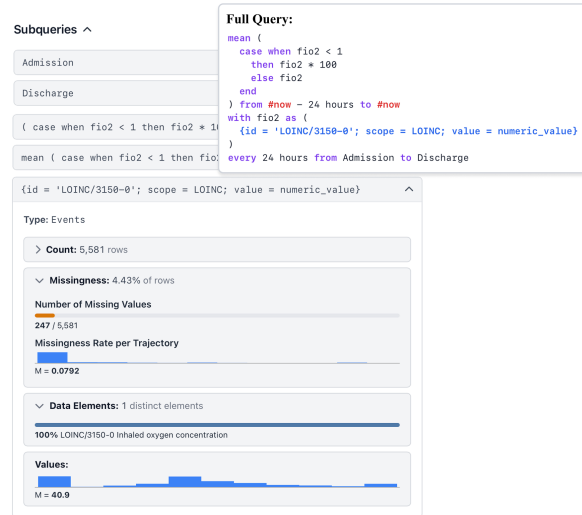 Subqueries
Admission
Discharge
( case when fio2 < 1 then fio2 * 10
mean ( case when fio2 < 1 then fio2
Full Query:
mean (
case when fio2 < 1
then fio2 * 100
else fio2
end
) from #now - 24 hours to #now
with fio2 as (
{id = 'LOINC/3150-0'; scope = LOINC; value = numeric_value}
)
every 24 hours from Admission to Discharge
{id = 'LOINC/3150-0'; scope = LOINC; value = numeric_value}
Type: Events
Count: 5,581 rows
Missingness: 4.43% of rows
Number of Missing Values
247 / 5,581
Missingness Rate per Trajectory
M = 0.0792
Data Elements: 1 distinct elements
100% LOINC/3150-0 Inhaled oxygen concentration
Values:
M = 40.9